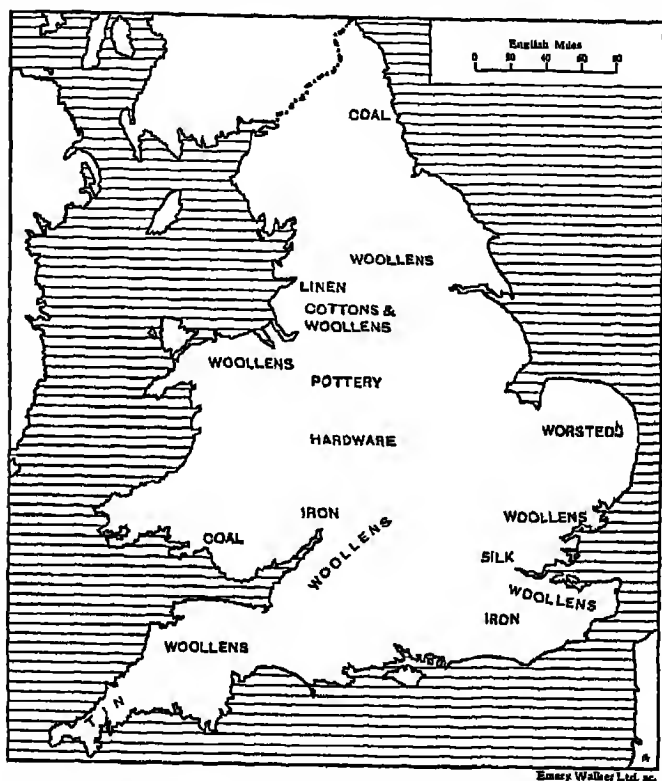 English Miles
0 20 40 60 80
COAL
WOOLLENS
LINEN
COTTONS &
WOOLLENS
WOOLLENS
POTTERY
HARDWARE
WORSTEDS
IRON
COAL
WOOLLENS
WOOLLENS
SILK
WOOLLENS
IRON
WOOLLENS
TIN
Emery Walker Ltd. sc.